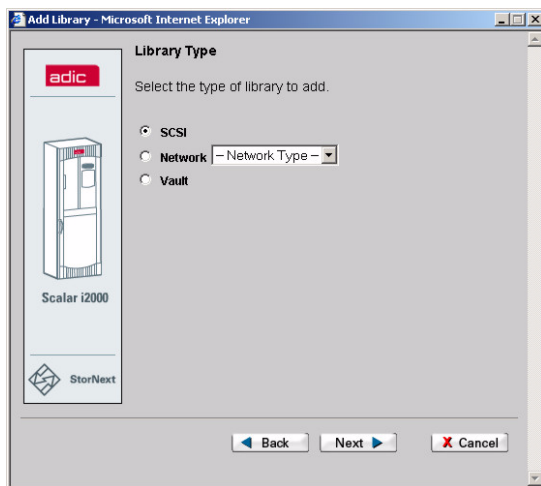 Add Library - Microsoft Internet Explorer
Library Type
adic
Select the type of library to add.
SCSI
Network – Network Type –
Vault
Scalar i2000
StorNext
Back Next Cancel